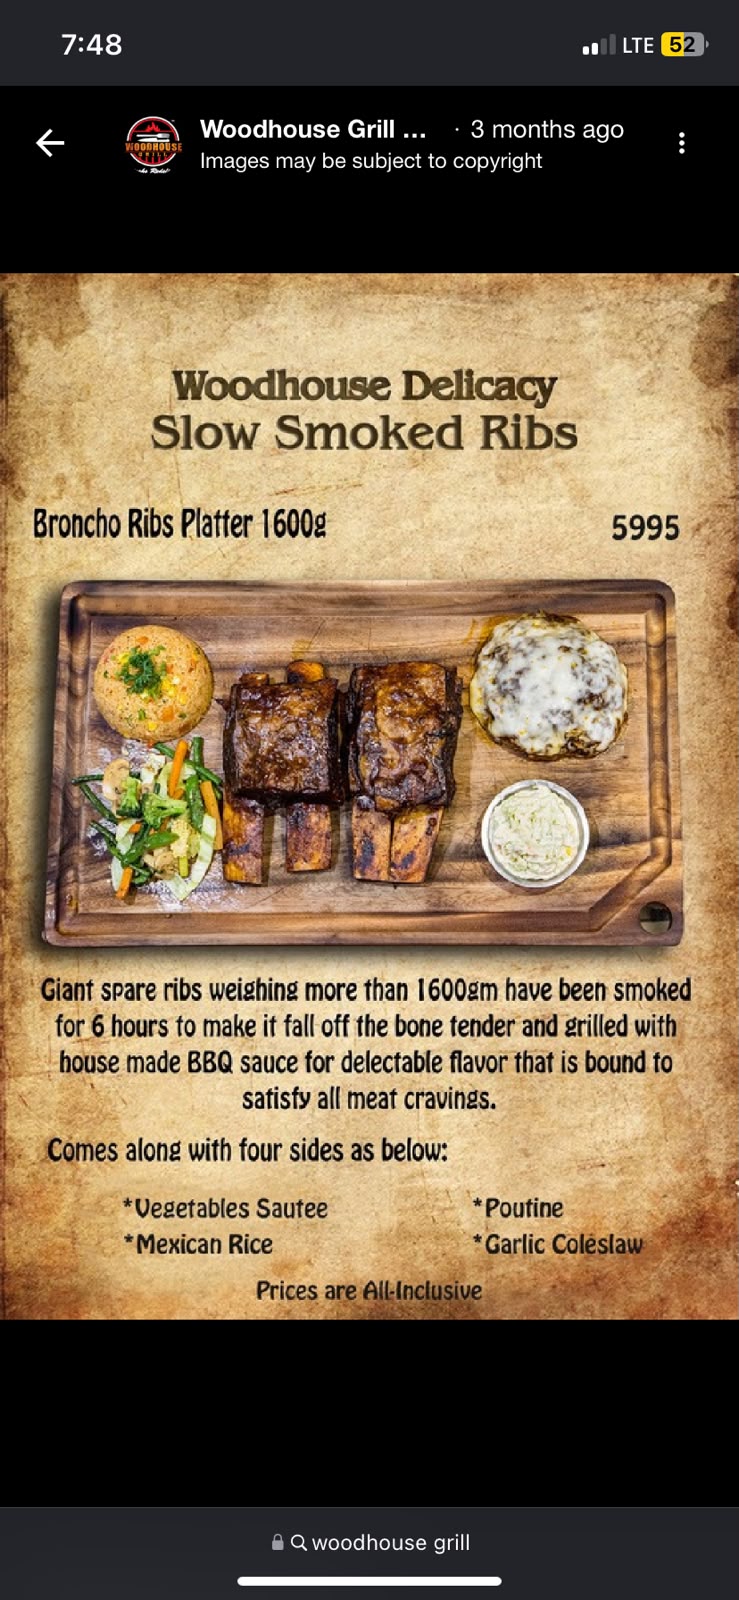 7:48
LTE 52
Woodhouse Grill ... · 3 months ago
Images may be subject to copyright
WOODHOUSE
GRILL
Woodhouse Delicacy
Slow Smoked Ribs
Broncho Ribs Platter 1600g 5995
Giant spare ribs weighing more than 1600gm have been smoked
for 6 hours to make it fall off the bone tender and grilled with
house made BBQ sauce for delectable flavor that is bound to
satisfy all meat cravings.
Comes along with four sides as below:
*Vegetables Sautee *Poutine
*Mexican Rice *Garlic Coleslaw
Prices are All-Inclusive
woodhouse grill